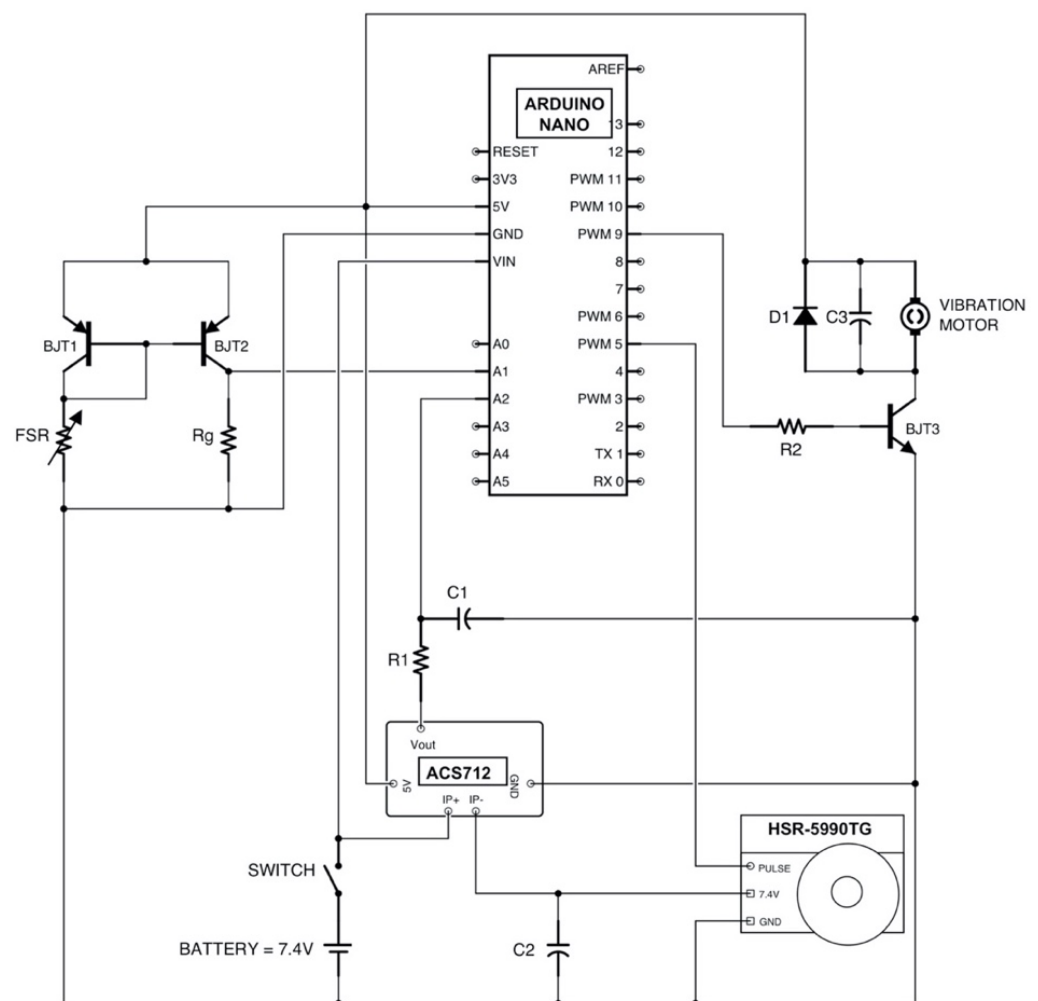 AREF
ARDUINO
NANO
13
RESET
12
3V3
PWM 11
5V
PWM 10
GND
PWM 9
VIN
8
7
PWM 6
A0
PWM 5
A1
4
A2
PWM 3
A3
2
A4
TX 1
A5
RX 0
BJT1
BJT2
FSR
Rg
D1
C3
VIBRATION
MOTOR
R2
BJT3
C1
R1
Vout
ACS712
5V
GND
IP+ IP-
SWITCH
BATTERY = 7.4V
C2
HSR-5990TG
PULSE
7.4V
GND